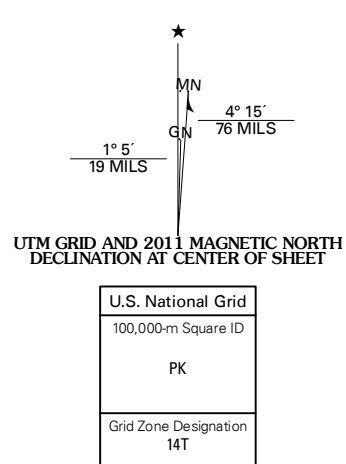 ★
MN
4° 15´
76 MILS
GN
1° 5´
19 MILS
UTM GRID AND 2011 MAGNETIC NORTH
DECLINATION AT CENTER OF SHEET
U.S. National Grid
100,000-m Square ID
PK
Grid Zone Designation
14T